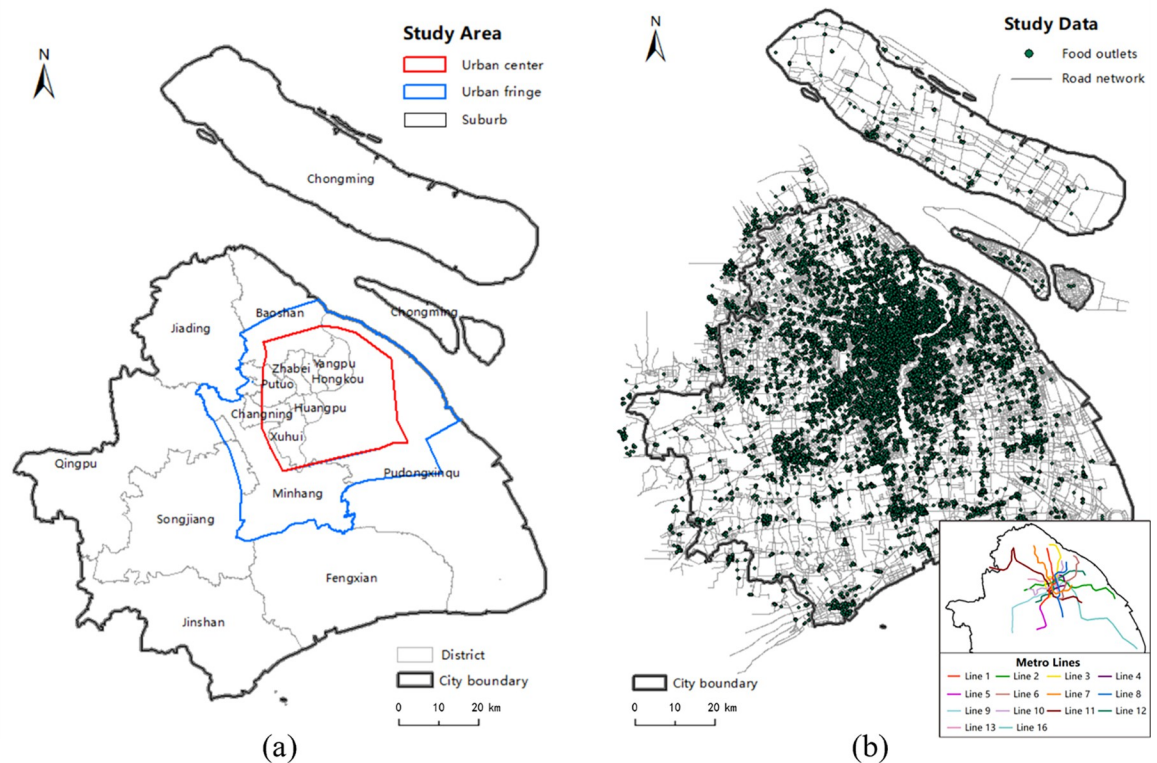 N
Study Area
Urban center
Urban fringe
Suburb
Chongming
Chongming
Baoshan
Jiading
Yangpu
Zhabei
Hongkou
Putuo
Huangpu
Changning
Xuhui
Qingpu
Pudongxinqu
Minhang
Songjiang
Fengxian
Jinshan
District
City boundary
0 10 20 km
(a)
N
Study Data
Food outlets
Road network
City boundary
0 10 20 km
Metro Lines
Line 1 Line 2 Line 3 Line 4
Line 5 Line 6 Line 7 Line 8
Line 9 Line 10 Line 11 Line 12
Line 13 Line 16
(b)